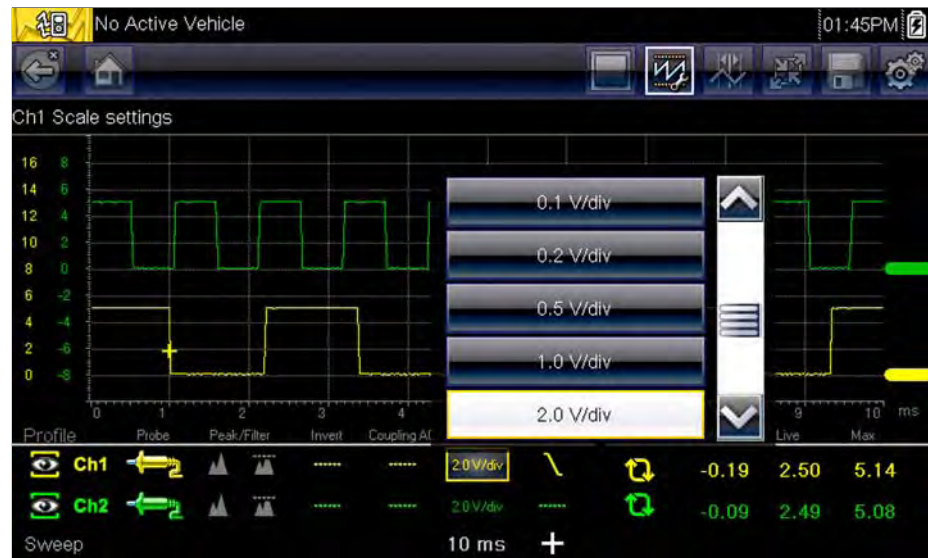 No Active Vehicle 01:45PM
Ch1 Scale settings
16 8
14 6
12 4
10 2
8 0
6 -2
4 -4
2 -6
0 -8
0.1 V/div
0.2 V/div
0.5 V/div
1.0 V/div
2.0 V/div
0 1 2 3 4 9 10 ms
Profile Probe Peak/Filter Invert Coupling AC Live Max
Ch1 2.0V/div -0.19 2.50 5.14
Ch2 2.0V/div -0.09 2.49 5.08
Sweep 10 ms